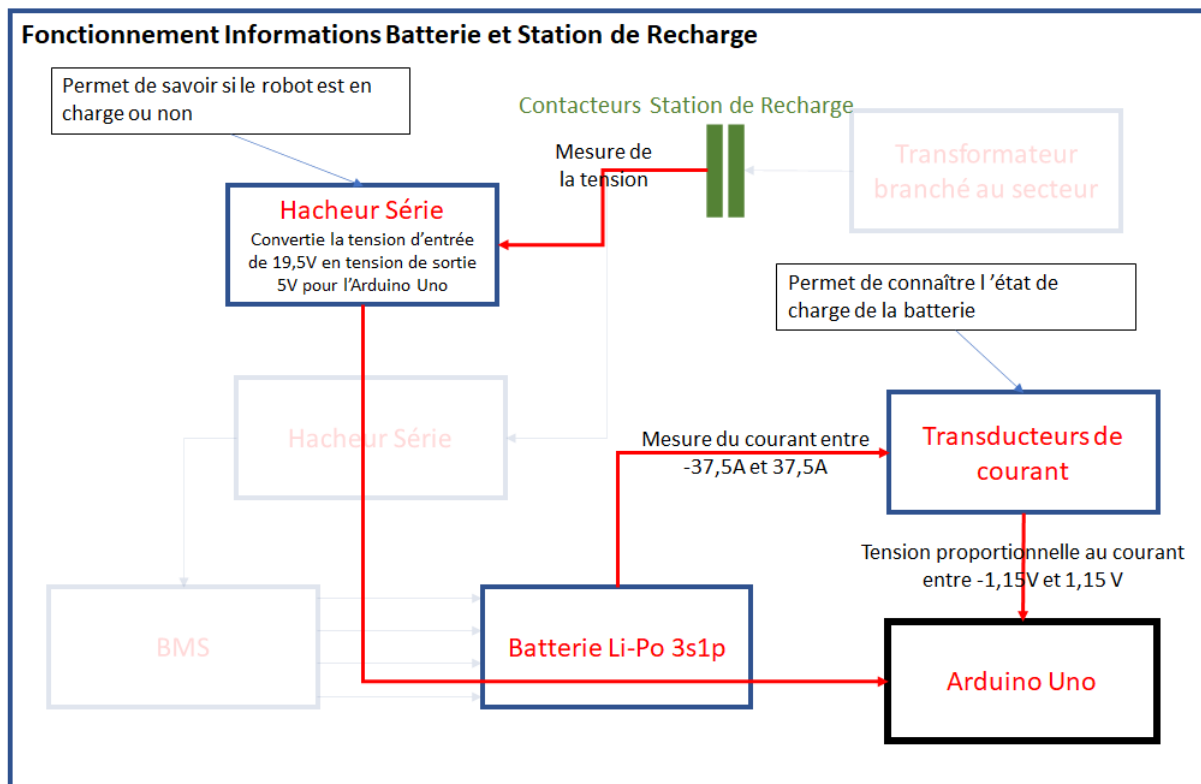 Fonctionnement Informations Batterie et Station de Recharge
Permet de savoir si le robot est en
charge ou non
Contacteurs Station de Recharge
Transformateur
branché au secteur
Mesure de
la tension
Hacheur Série
Convertie la tension d’entrée
de 19,5V en tension de sortie
5V pour l’Arduino Uno
Permet de connaître l ’état de
charge de la batterie
Hacheur Série
Mesure du courant entre
-37,5A et 37,5A
Transducteurs de
courant
Tension proportionnelle au courant
entre -1,15V et 1,15 V
BMS
Batterie Li-Po 3s1p
Arduino Uno